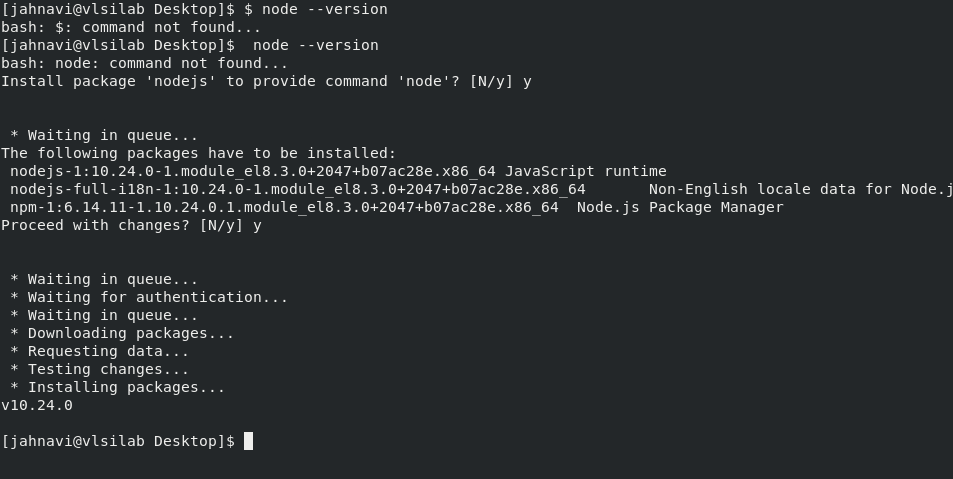 [jahnavi@vlsilab Desktop]$ $ node --version
bash: $: command not found...
[jahnavi@vlsilab Desktop]$  node --version
bash: node: command not found...
Install package 'nodejs' to provide command 'node'? [N/y] y
 * Waiting in queue...
The following packages have to be installed:
 nodejs-1:10.24.0-1.module_el8.3.0+2047+b07ac28e.x86_64 JavaScript runtime
 nodejs-full-i18n-1:10.24.0-1.module_el8.3.0+2047+b07ac28e.x86_64       Non-English locale data for Node.j
 npm-1:6.14.11-1.10.24.0.1.module_el8.3.0+2047+b07ac28e.x86_64  Node.js Package Manager
Proceed with changes? [N/y] y
 * Waiting in queue...
 * Waiting for authentication...
 * Waiting in queue...
 * Downloading packages...
 * Requesting data...
 * Testing changes...
 * Installing packages...
v10.24.0
[jahnavi@vlsilab Desktop]$